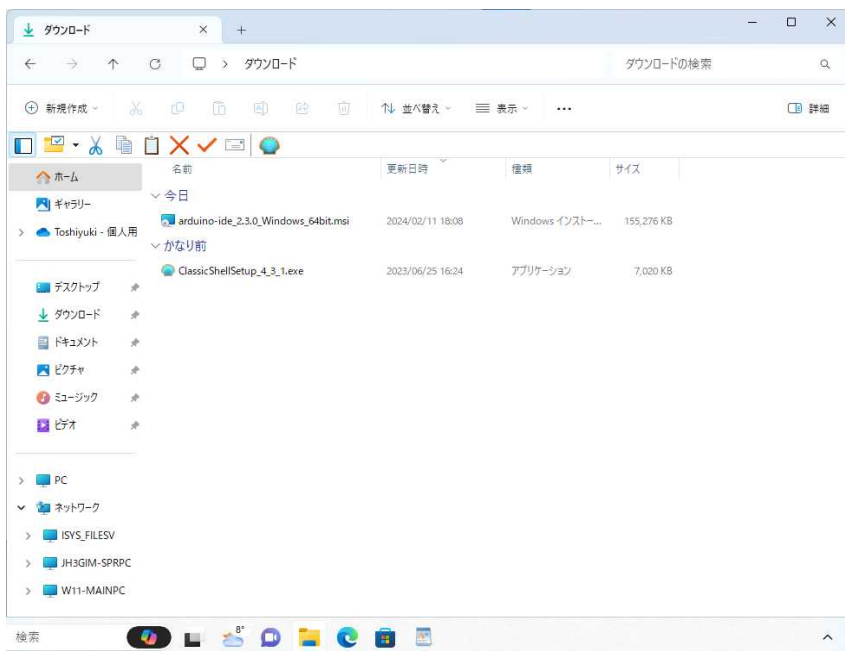 ダウンロード
ダウンロード
ダウンロードの検索
新規作成
並べ替え
表示
詳細
名前 更新日時 種類 サイズ
ホーム
ギャラリー
Toshiyuki - 個人用
デスクトップ
ダウンロード
ドキュメント
ピクチャ
ミュージック
ビデオ
PC
ネットワーク
ISYS_FILESV
JH3GIM-SPRPC
W11-MAINPC
今日
arduino-ide_2.3.0_Windows_64bit.msi 2024/02/11 18:08 Windows インストー... 155,276 KB
かなり前
ClassicShellSetup_4_3_1.exe 2023/06/25 16:24 アプリケーション 7,020 KB
検索
8°